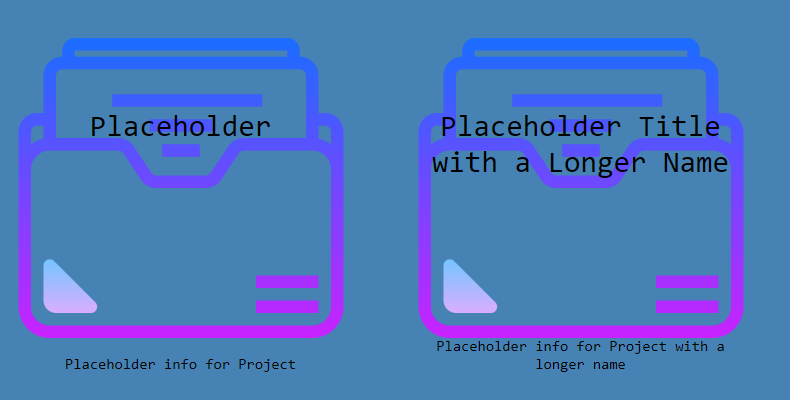 Placeholder
Placeholder info for Project
Placeholder Title
with a Longer Name
Placeholder info for Project with a
longer name